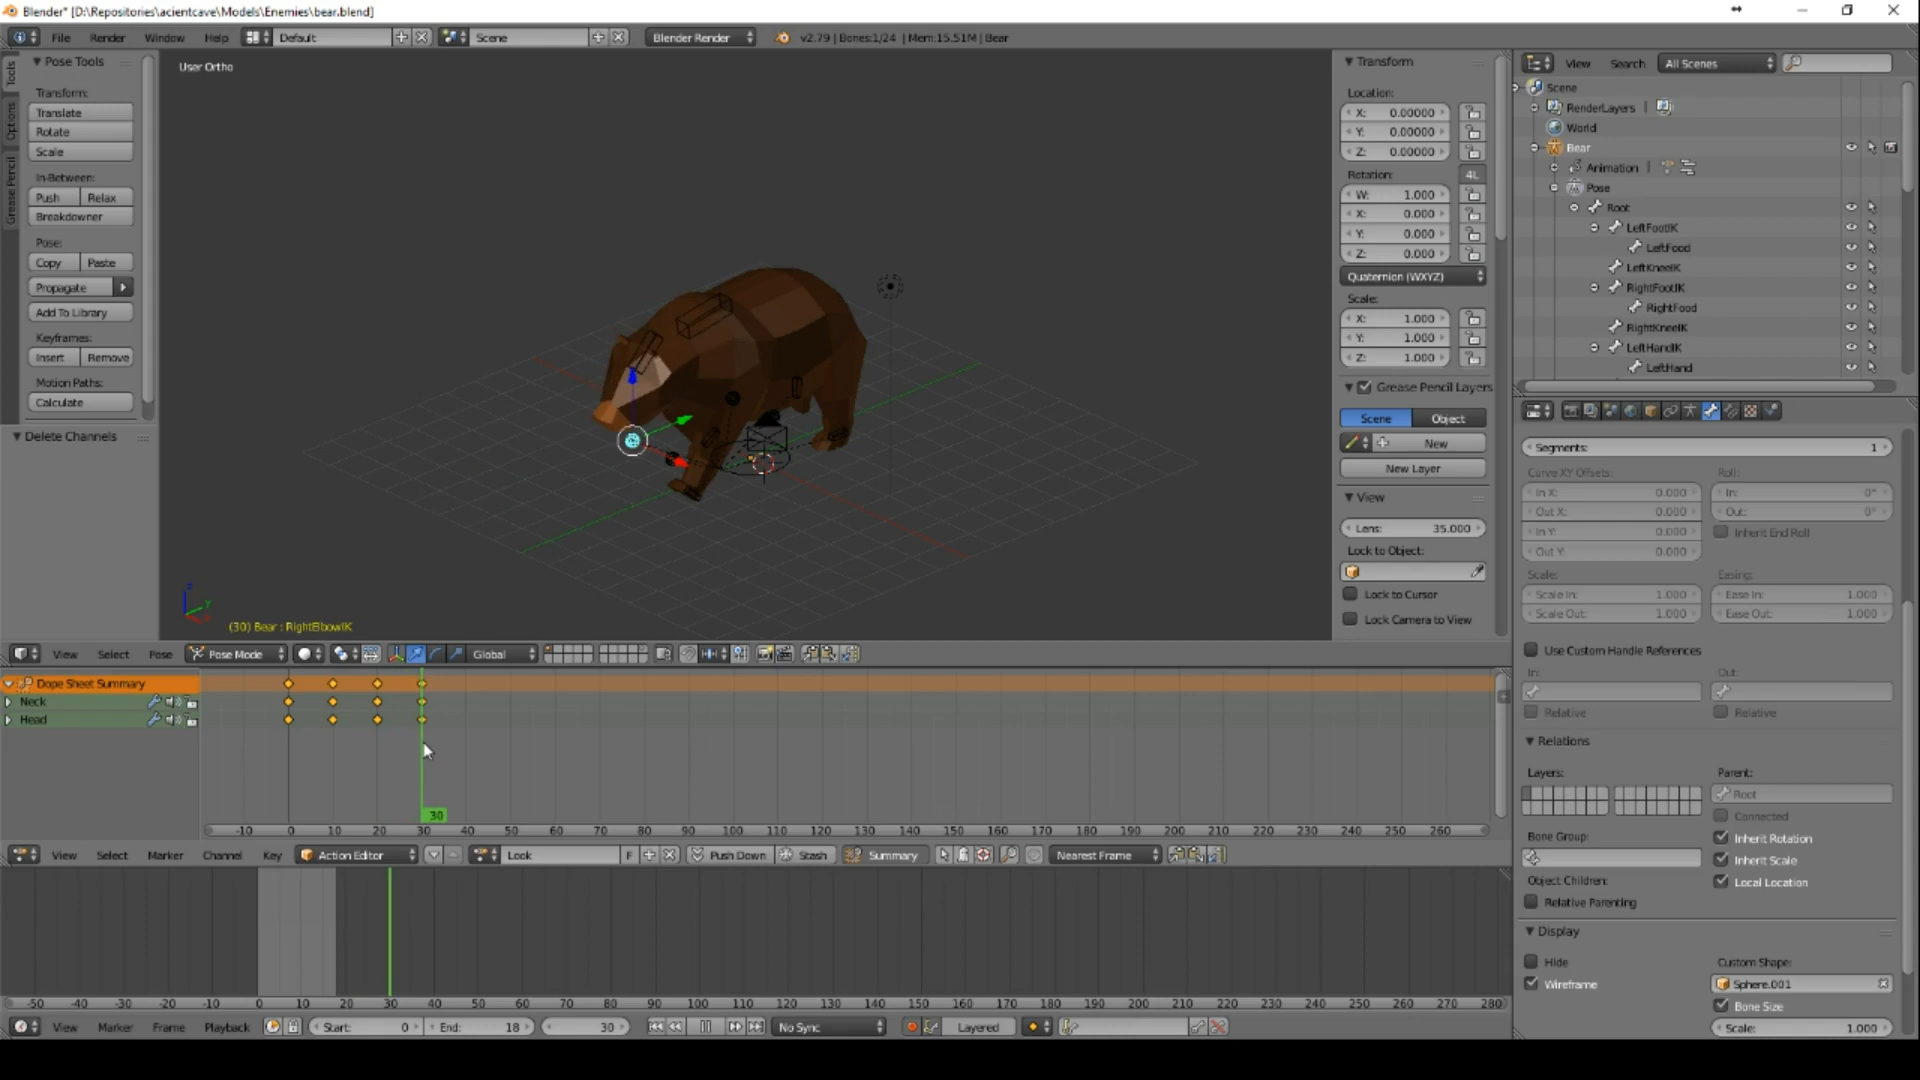 Blender* [D:\Repositories\acientcave\Models\Enemies\bear.blend]
File Render Window Help Default Scene Blender Render v2.79 | Bones:1/24 | Mem:15.51M | Bear
Tools
Options
Grease Pencil
Pose Tools
Transform:
Translate
Rotate
Scale
In-Between:
Push Relax
Breakdowner
Pose:
Copy Paste
Propagate
Add To Library
Keyframes:
Insert Remove
Motion Paths:
Calculate
Delete Channels
User Ortho
(30) Bear : RightElbowIK
Transform
Location:
X: 0.00000
Y: 0.00000
Z: 0.00000
Rotation: 4L
W: 1.000
X: 0.000
Y: 0.000
Z: 0.000
Quaternion (WXYZ)
Scale:
X: 1.000
Y: 1.000
Z: 1.000
Grease Pencil Layers
Scene Object
New
New Layer
View
Lens: 35.000
Lock to Object:
Lock to Cursor
Lock Camera to View
View Search All Scenes
Scene
RenderLayers
World
Bear
Animation
Pose
Root
LeftFootIK
LeftFood
LeftKneeIK
RightFootIK
RightFood
RightKneeIK
LeftHandIK
LeftHand
Segments: 1
Curve XY Offsets: Roll:
In X: 0.000 In: 0°
Out X: 0.000 Out: 0°
In Y: 0.000 Inherit End Roll
Out Y: 0.000
Scale: Easing:
Scale In: 1.000 Ease In: 1.000
Scale Out: 1.000 Ease Out: 1.000
Use Custom Handle References
In: Out:
Relative Relative
Relations
Layers: Parent:
Root
Connected
Bone Group: Inherit Rotation
Inherit Scale
Object Children: Local Location
Relative Parenting
Display
Hide Custom Shape:
Wireframe Sphere.001
Bone Size
Scale: 1.000
View Select Pose Pose Mode Global
Dope Sheet Summary
Neck
Head
30
-10 0 10 20 30 40 50 60 70 80 90 100 110 120 130 140 150 160 170 180 190 200 210 220 230 240 250 260
View Select Marker Channel Key Action Editor Look F Push Down Stash Summary Nearest Frame
-50 -40 -30 -20 -10 0 10 20 30 40 50 60 70 80 90 100 110 120 130 140 150 160 170 180 190 200 210 220 230 240 250 260 270 280
View Marker Frame Playback Start: 0 End: 18 30 No Sync Layered